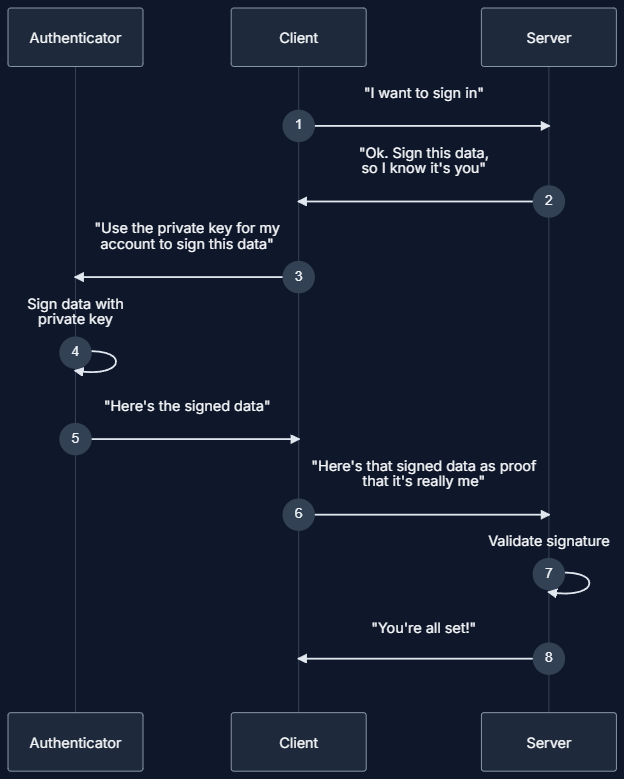 Authenticator
Client
Server
"I want to sign in"
1
"Ok. Sign this data,
so I know it's you"
2
"Use the private key for my
account to sign this data"
3
Sign data with
private key
4
"Here's the signed data"
5
"Here's that signed data as proof
that it's really me"
6
Validate signature
7
"You're all set!"
8
Authenticator
Client
Server